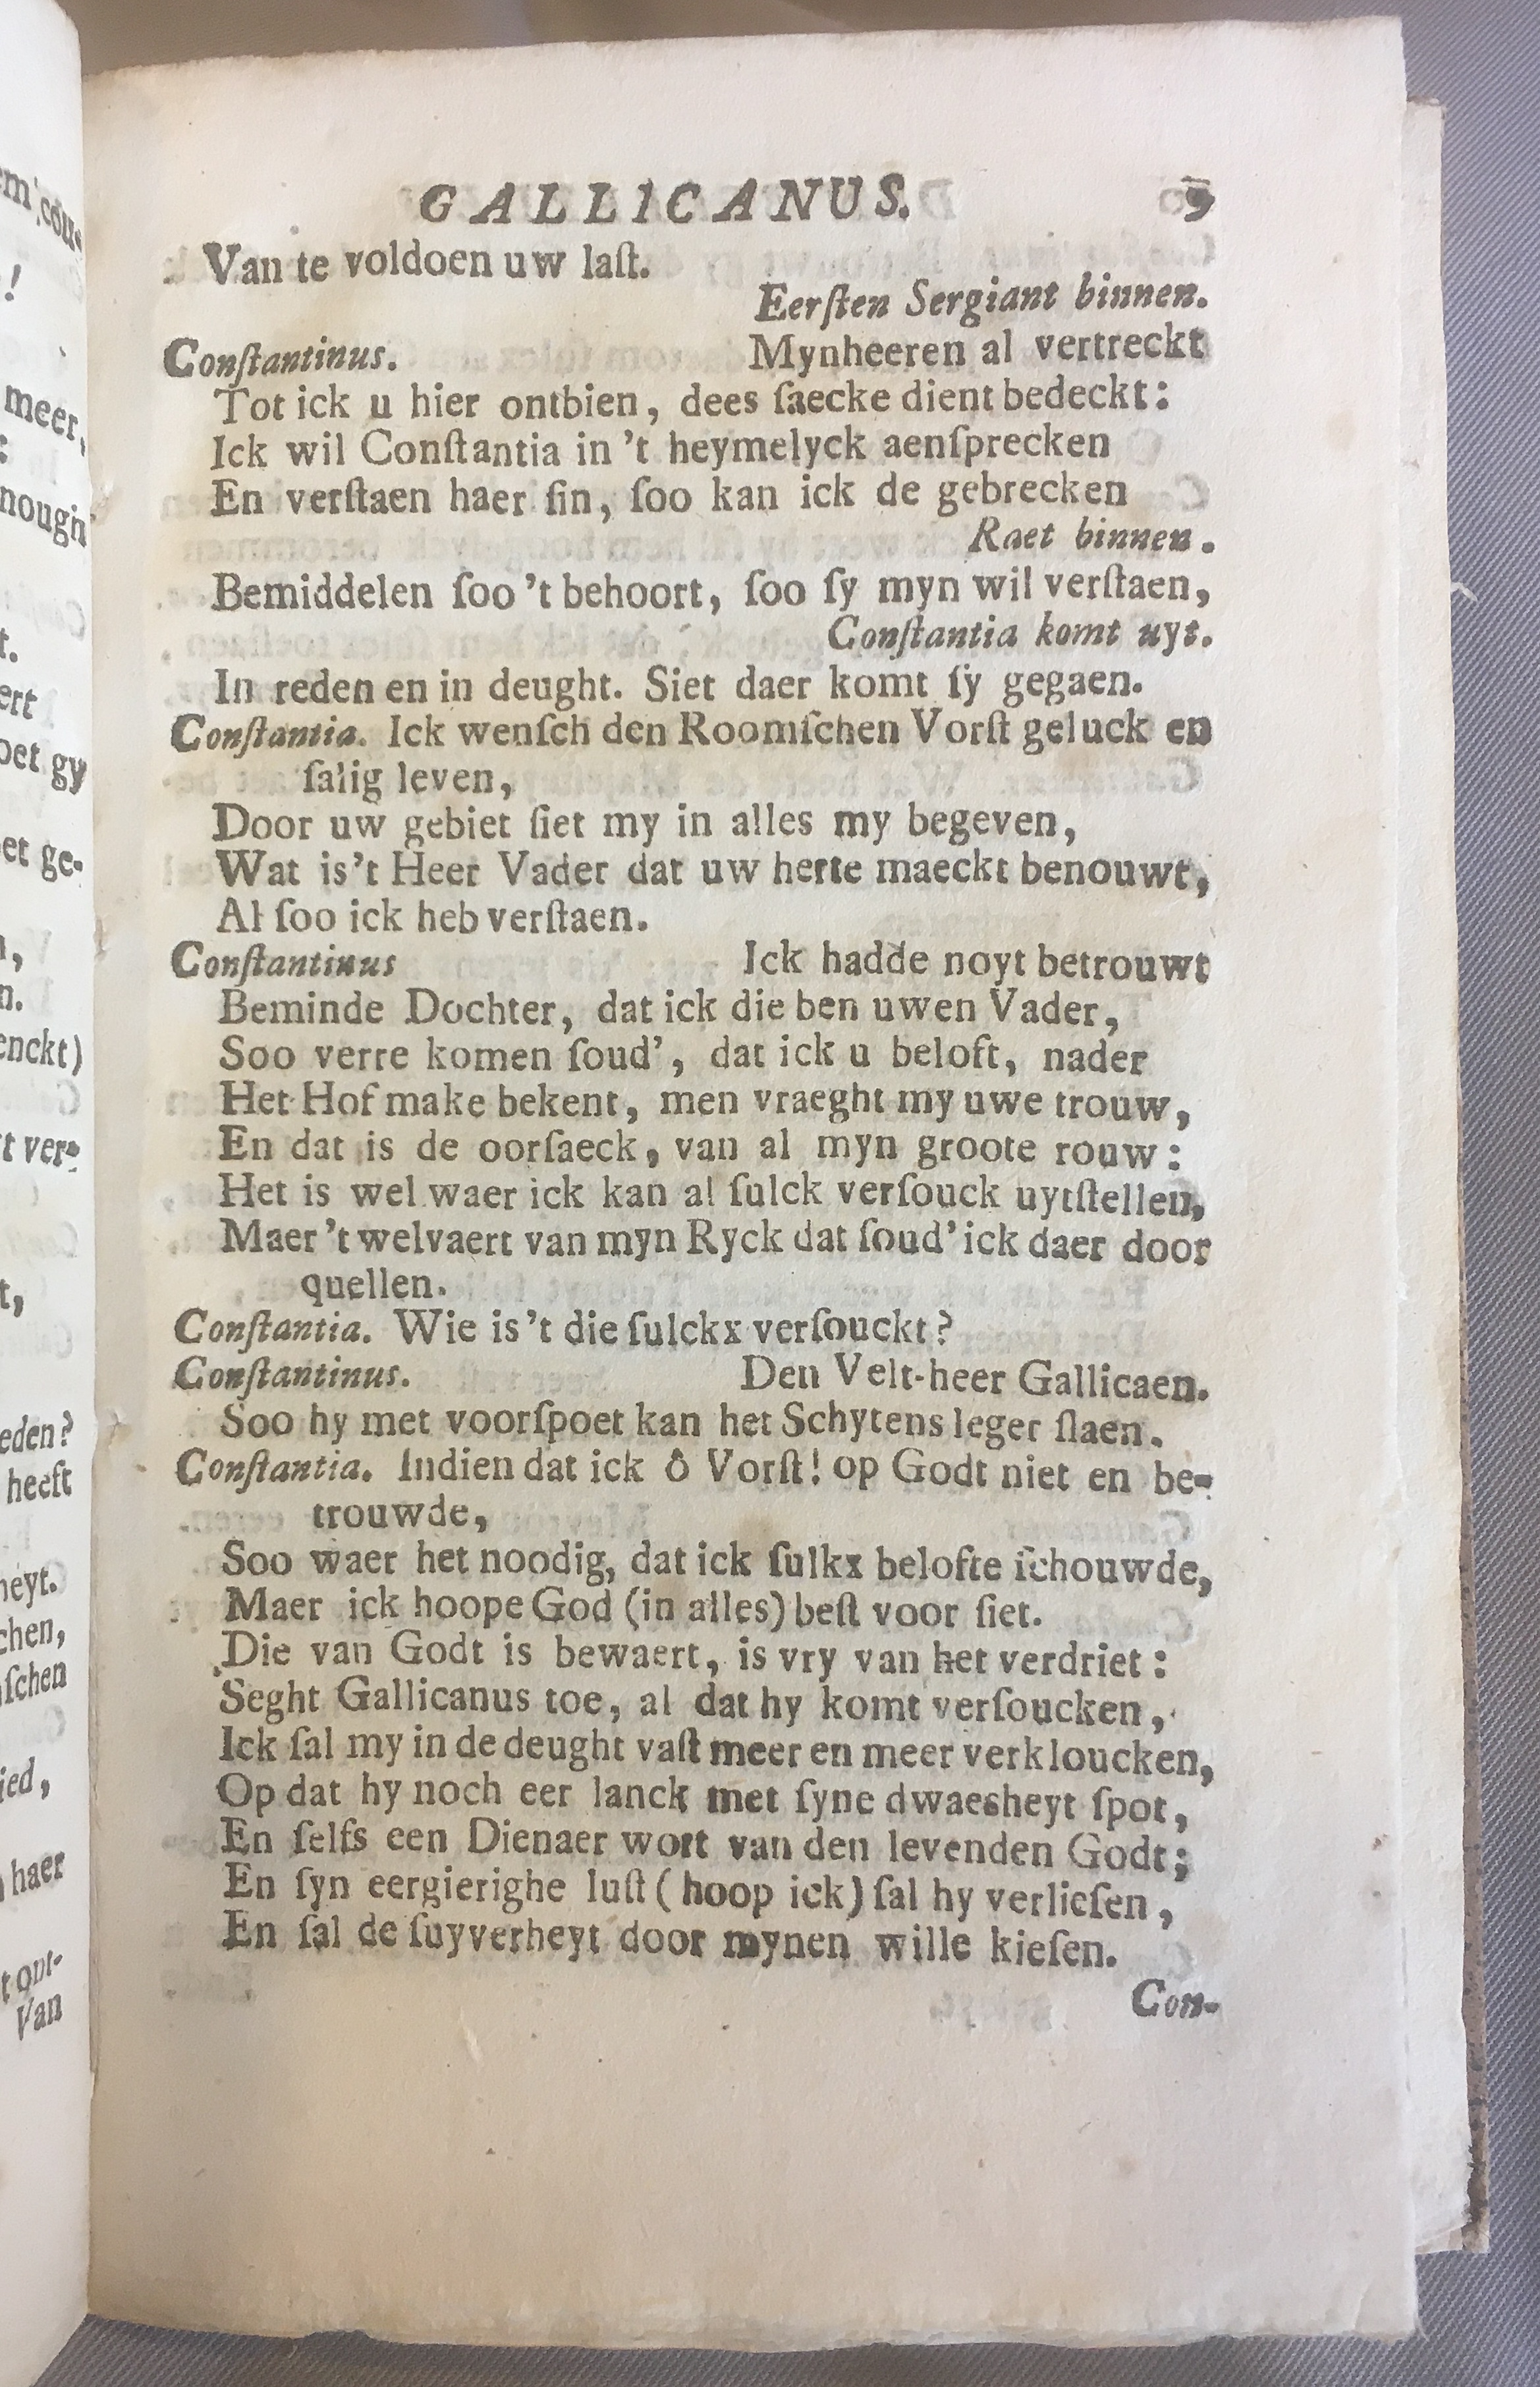 GALLICANUS. 9
Van te voldoen uw laſt.
Eerſten Sergiant binnen.
Conſtantinus. Mynheeren al vertreckt
Tot ick u hier ontbien, dees ſaecke dient bedeckt:
Ick wil Conſtantia in 't heymelyck aenſprecken
En verſtaen haer ſin, ſoo kan ick de gebrecken
Raet binnen.
Bemiddelen ſoo 't behoort, ſoo ſy myn wil verſtaen,
Conſtantia komt uyt.
In reden en in deught. Siet daer komt ſy gegaen.
Conſtantia. Ick wenſch den Roomſchen Vorſt geluck en
ſalig leven,
Door uw gebiet ſiet my in alles my begeven,
Wat is't Heer Vader dat uw herte maeckt benouwt,
Al ſoo ick heb verſtaen.
Conſtantinus Ick hadde noyt betrouwt
Beminde Dochter, dat ick die ben uwen Vader,
Soo verre komen ſoud', dat ick u beloft, nader
Het Hof make bekent, men vraeght my uwe trouw,
En dat is de oorſaeck, van al myn groote rouw:
Het is wel waer ick kan al ſulck verſouck uytſtellen,
Maer 't welvaert van myn Ryck dat ſoud' ick daer door
quellen.
Conſtantia. Wie is 't die ſulckx verſouckt?
Conſtantinus. Den Velt-heer Gallicaen.
Soo hy met voorſpoet kan het Schytens leger ſlaen.
Conſtantia. Indien dat ick ô Vorſt! op Godt niet en be-
trouwde,
Soo waer het noodig, dat ick ſulkx belofte ſchouwde,
Maer ick hoope God (in alles) beſt voor ſiet.
Die van Godt is bewaert, is vry van het verdriet:
Seght Gallicanus toe, al dat hy komt verſoucken,
Ick ſal my in de deught vaſt meer en meer verkloucken,
Op dat hy noch eer lanck met ſyne dwaesheyt ſpot,
En ſelfs een Dienaer wort van den levenden Godt;
En ſyn eergierighe luſt (hoop ick) ſal hy verlieſen,
En ſal de ſuyverheyt door mynen wille kieſen.
Con-